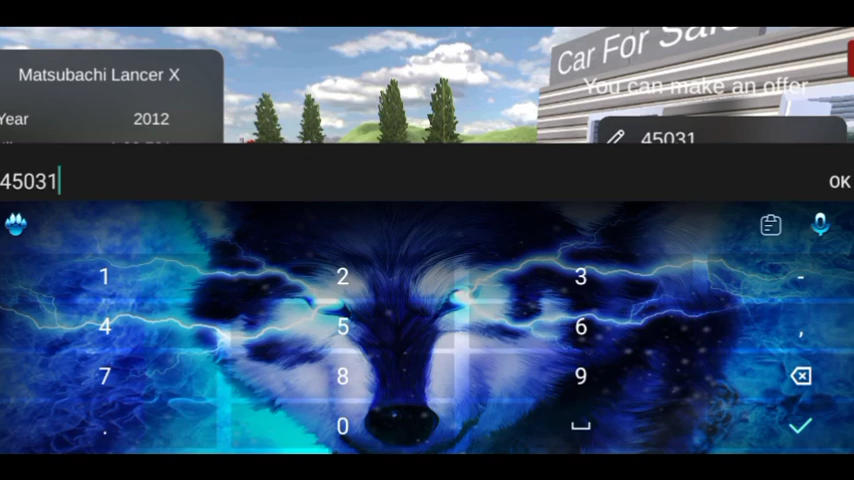 Matsubachi Lancer X
Year 2012
Car For Sale
You can make an offer
45031
45031
OK
1 2 3 -
4 5 6 ,
7 8 9
. 0